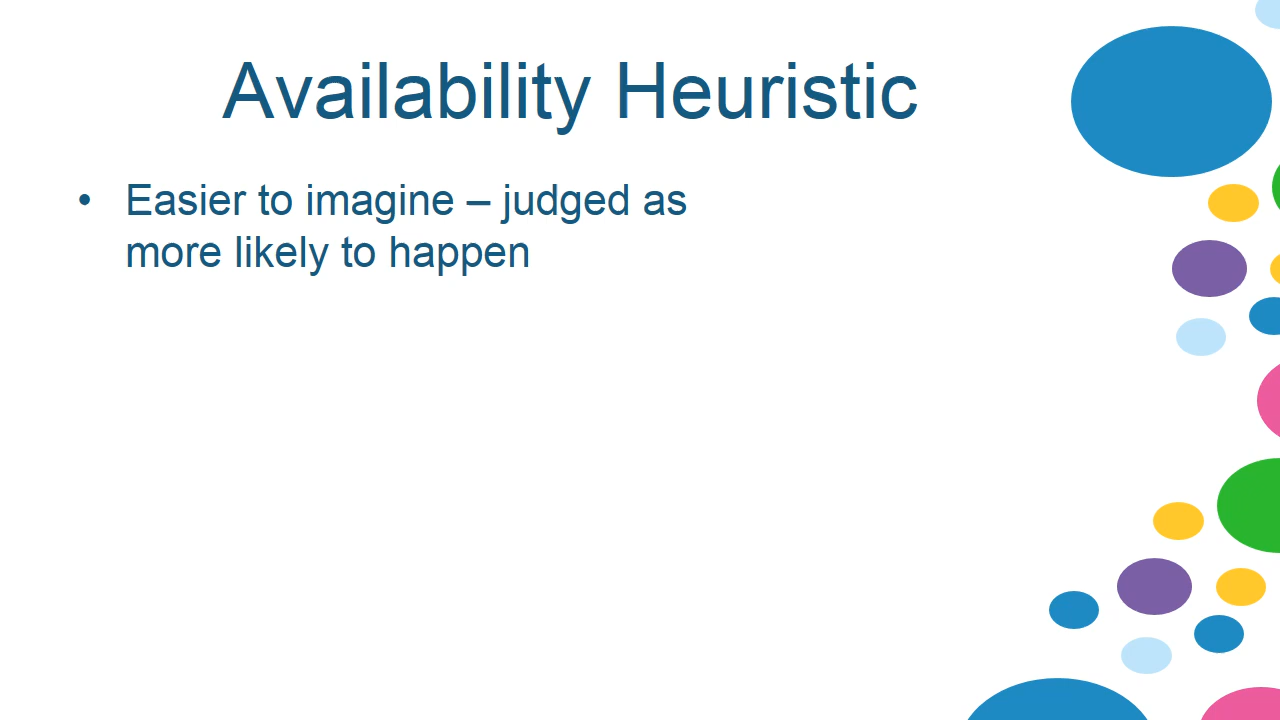 Availability Heuristic
• Easier to imagine – judged as
more likely to happen